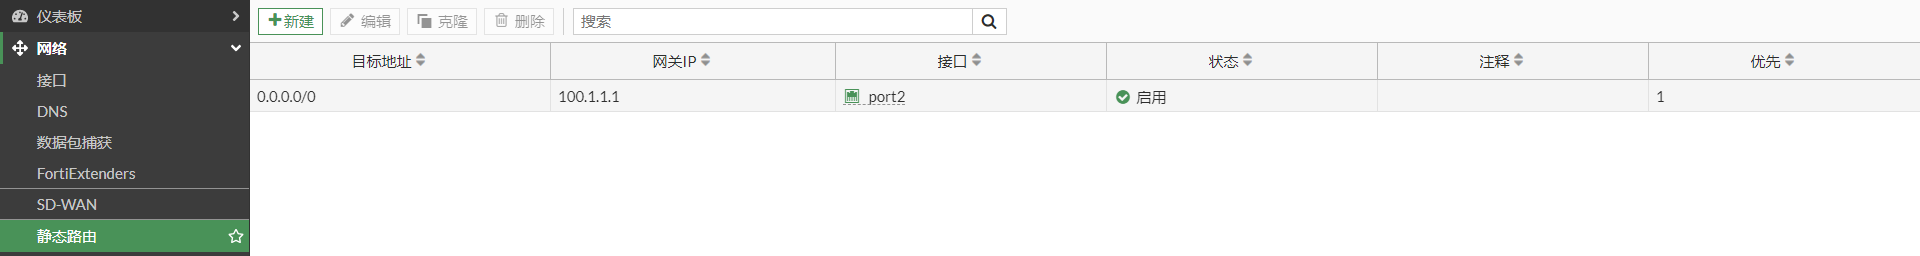 仪表板
网络
接口
DNS
数据包捕获
FortiExtenders
SD-WAN
静态路由
新建 编辑 克隆 删除 搜索
目标地址 网关IP 接口 状态 注释 优先
0.0.0.0/0 100.1.1.1 port2 启用 1